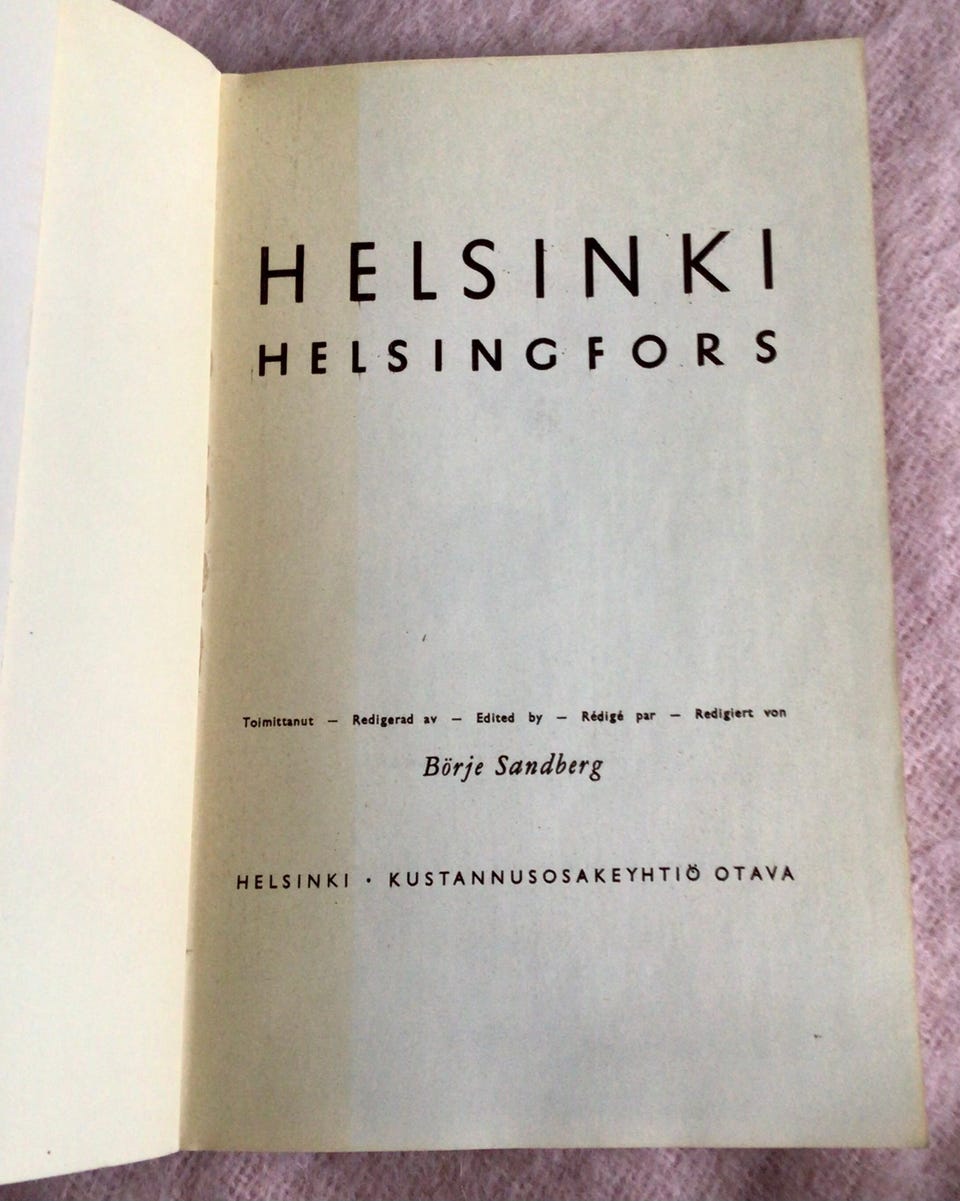 HELSINKI
HELSINGFORS
Toimittanut — Redigerad av — Edited by — Rédigé par — Redigiert von
Börje Sandberg
HELSINKI · KUSTANNUSOSAKEYHTIÖ OTAVA